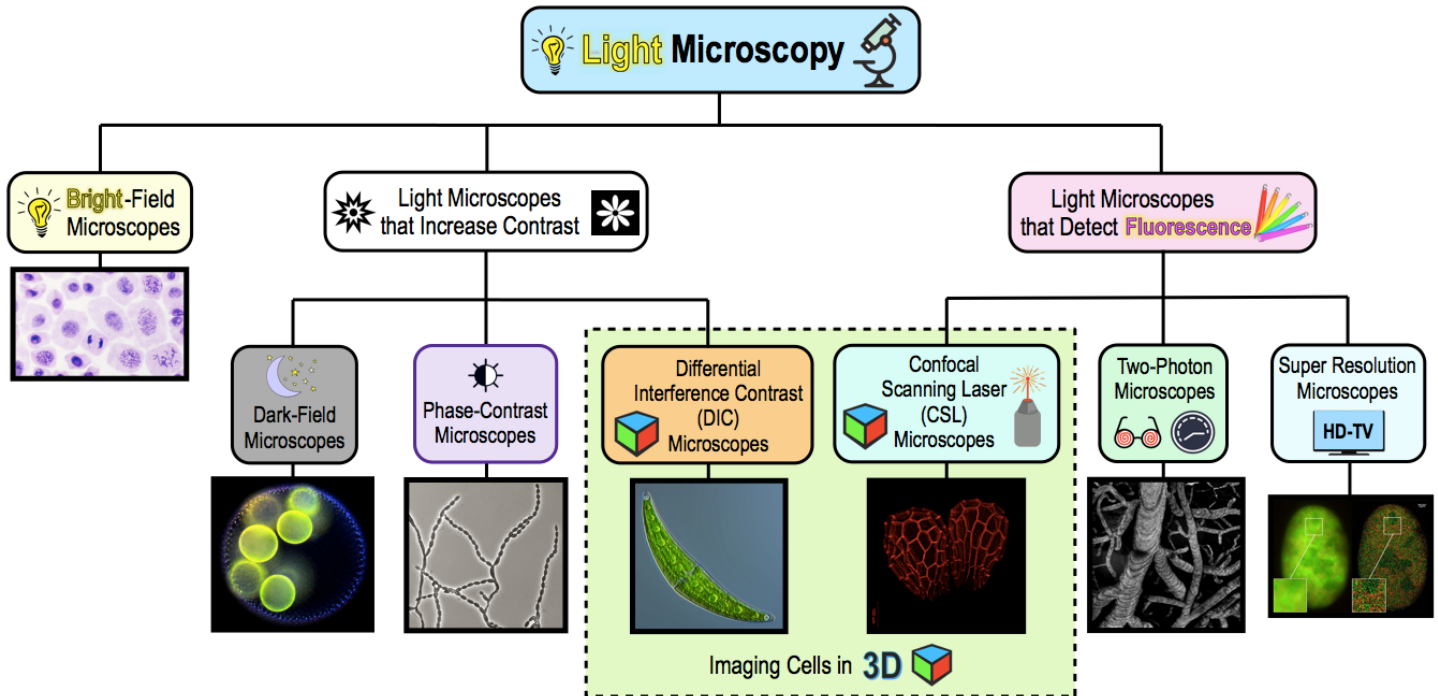 Light Microscopy
Bright-Field
Microscopes
Light Microscopes
that Increase Contrast
Light Microscopes
that Detect Fluorescence
Dark-Field
Microscopes
Phase-Contrast
Microscopes
Differential
Interference Contrast
(DIC)
Microscopes
Confocal
Scanning Laser
(CSL)
Microscopes
Two-Photon
Microscopes
Super Resolution
Microscopes
HD-TV
Imaging Cells in 3D